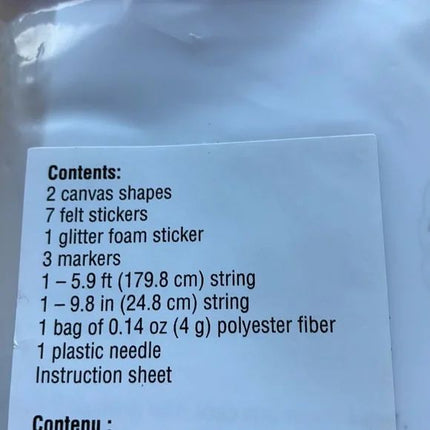 Contents:
2 canvas shapes
7 felt stickers
1 glitter foam sticker
3 markers
1 – 5.9 ft (179.8 cm) string
1 – 9.8 in (24.8 cm) string
1 bag of 0.14 oz (4 g) polyester fiber
1 plastic needle
Instruction sheet
Contenu :